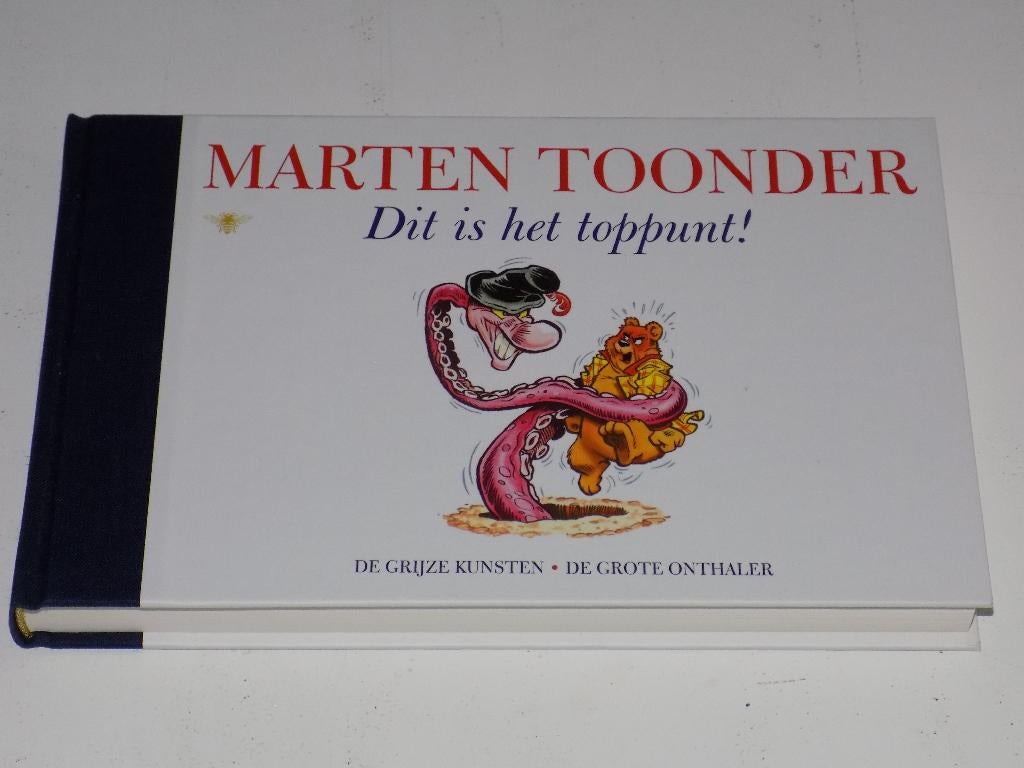 MARTEN TOONDER
Dit is het toppunt!
DE GRIJZE KUNSTEN • DE GROTE ONTHALER